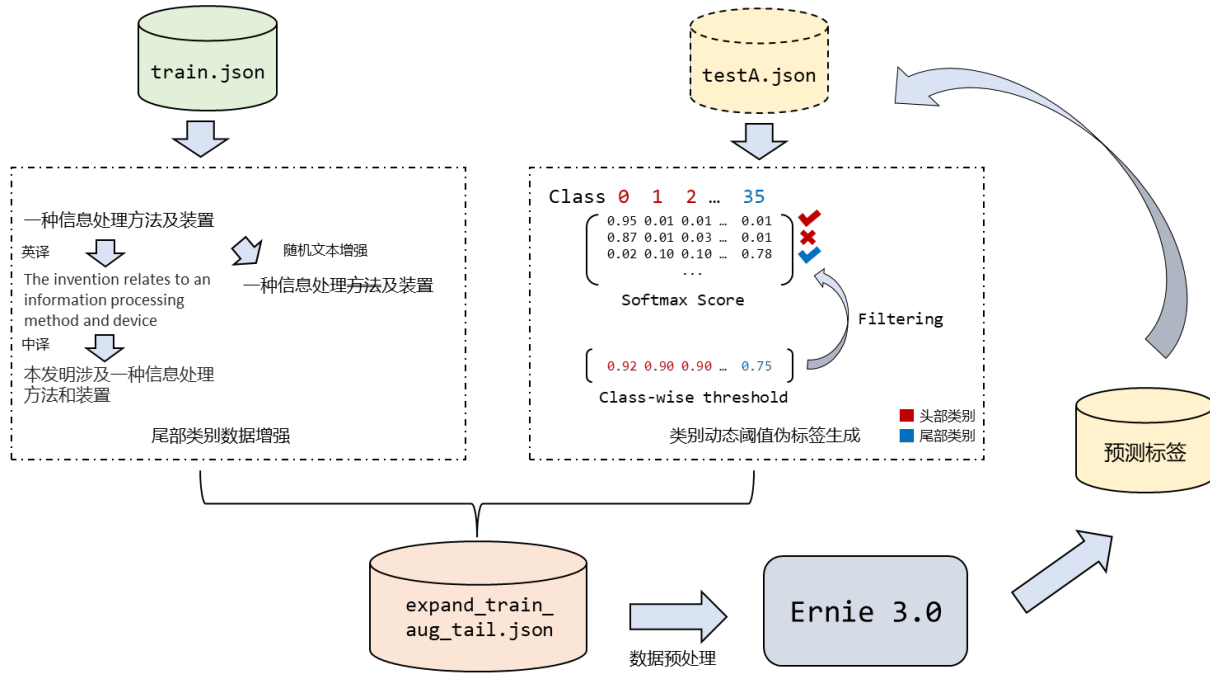 train.json
一种信息处理方法及装置
英译
随机文本增强
The invention relates to an
information processing
method and device
一种信息处理方法及装置
中译
本发明涉及一种信息处理
方法和装置
尾部类别数据增强
testA.json
Class 0 1 2 … 35
0.95 0.01 0.01 … 0.01
0.87 0.01 0.03 … 0.01
0.02 0.10 0.10 … 0.78
...
Softmax Score
Filtering
0.92 0.90 0.90 … 0.75
Class-wise threshold
头部类别
尾部类别
类别动态阈值伪标签生成
预测标签
expand_train_
aug_tail.json
数据预处理
Ernie 3.0